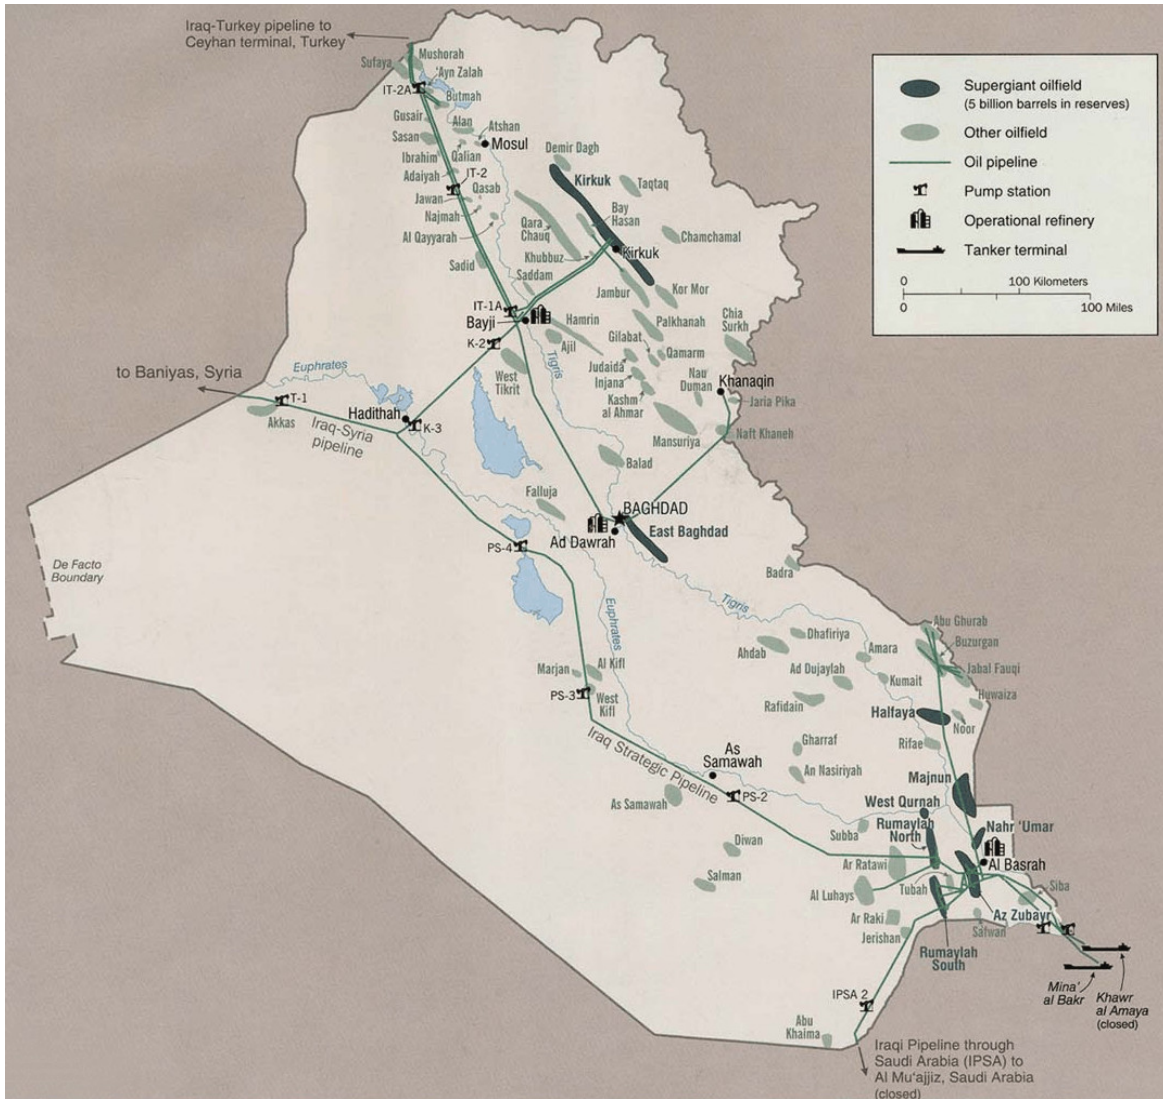 Iraq-Turkey pipeline to
Ceyhan terminal, Turkey
Mushorah
Sufaya
'Ayn Zalah
IT-2A
Butmah
Gusair
Alan
Atshan
Sasan
Mosul
Ibrahim
Qalian
Adaiyah
IT-2
Jawan
Qasab
Najmah
Al Qayyarah
Sadid
Demir Dagh
Kirkuk
Taqtaq
Bay
Hasan
Qara
Chauq
Chamchamal
Khubbuz
Kirkuk
Saddam
Jambur
Kor Mor
IT-1A
Bayji
Hamrin
Palkhanah
Chia
Surkh
K-2
Ajil
Gilabat
Qamarm
Judaida
Injana
Nau
Duman
Khanaqin
West
Tikrit
Tigris
Kashm
al Ahmar
Jaria Pika
Mansuriya
Naft Khaneh
Euphrates
to Baniyas, Syria
T-1
Hadithah
K-3
Akkas
Iraq-Syria
pipeline
Balad
Falluja
BAGHDAD
East Baghdad
Ad Dawrah
PS-4
De Facto
Boundary
Badra
Tigris
Euphrates
Abu Ghurab
Buzurgan
Dhafiriya
Ahdab
Amara
Jabal Fauqi
Marjan
Al Kifl
Ad Dujaylah
Kumait
Huwaiza
PS-3
West
Kifl
Rafidain
Halfaya
Noor
Iraq Strategic Pipeline
Gharraf
Rifae
As
Samawah
An Nasiriyah
Majnun
As Samawah
PS-2
West Qurnah
Subba
Rumaylah
North
Nahr 'Umar
Diwan
Ar Ratawi
Al Basrah
Salman
Al Luhays
Tubah
Siba
Ar Raki
Az Zubayr
Jerishan
Safwan
Rumaylah
South
IPSA 2
Mina'
al Bakr
Khawr
al Amaya
(closed)
Abu
Khaima
Iraqi Pipeline through
Saudi Arabia (IPSA) to
Al Mu'ajjiz, Saudi Arabia
(closed)
Supergiant oilfield
(5 billion barrels in reserves)
Other oilfield
Oil pipeline
Pump station
Operational refinery
Tanker terminal
0 100 Kilometers
0 100 Miles